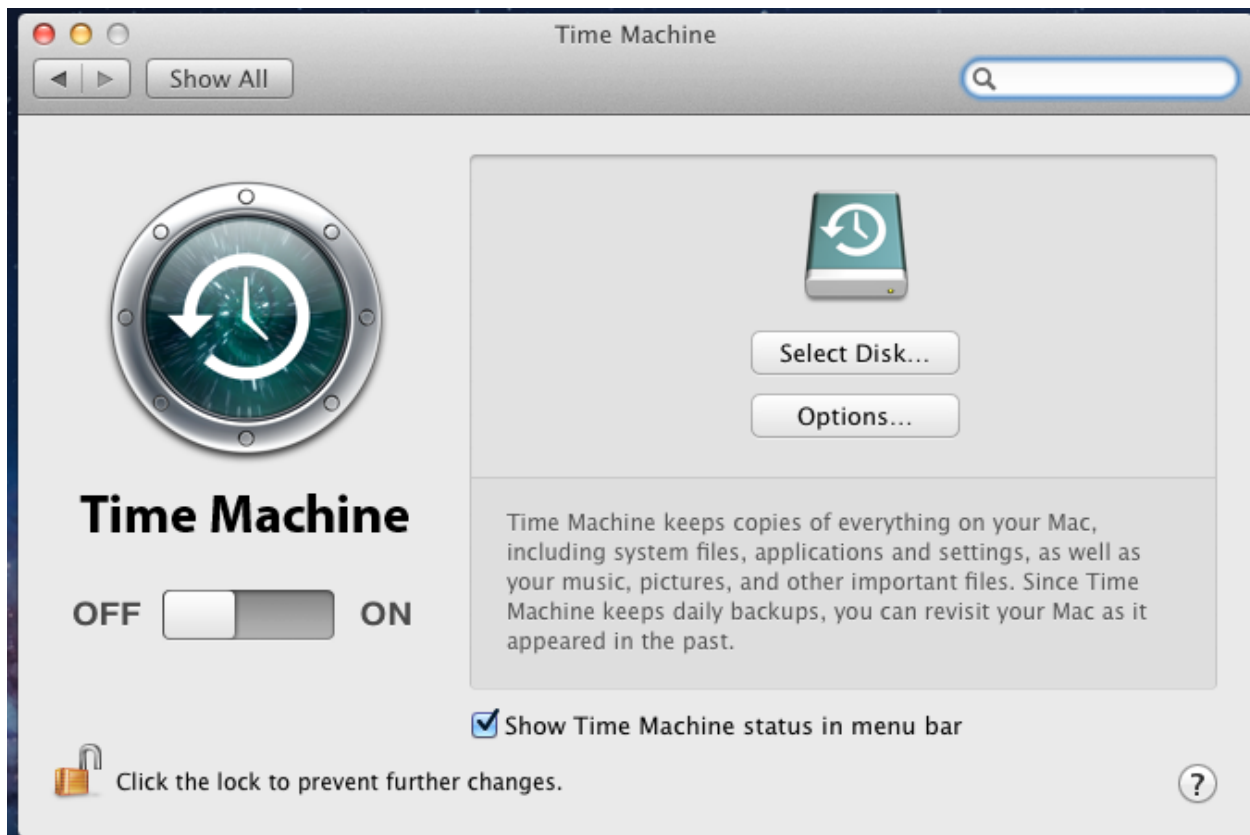 Time Machine
Show All
Select Disk...
Options...
Time Machine
Time Machine keeps copies of everything on your Mac,
including system files, applications and settings, as well as
your music, pictures, and other important files. Since Time
Machine keeps daily backups, you can revisit your Mac as it
appeared in the past.
OFF ON
Show Time Machine status in menu bar
Click the lock to prevent further changes.
?